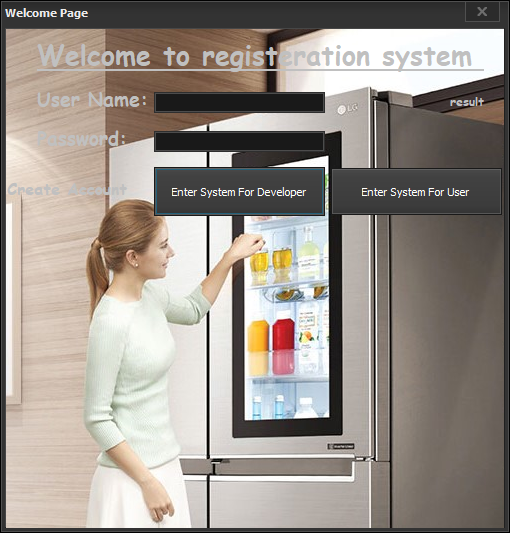 Welcome Page
Welcome to registeration system
User Name:
LG
result
Password:
Create Account
Enter System For Developer
Enter System For User